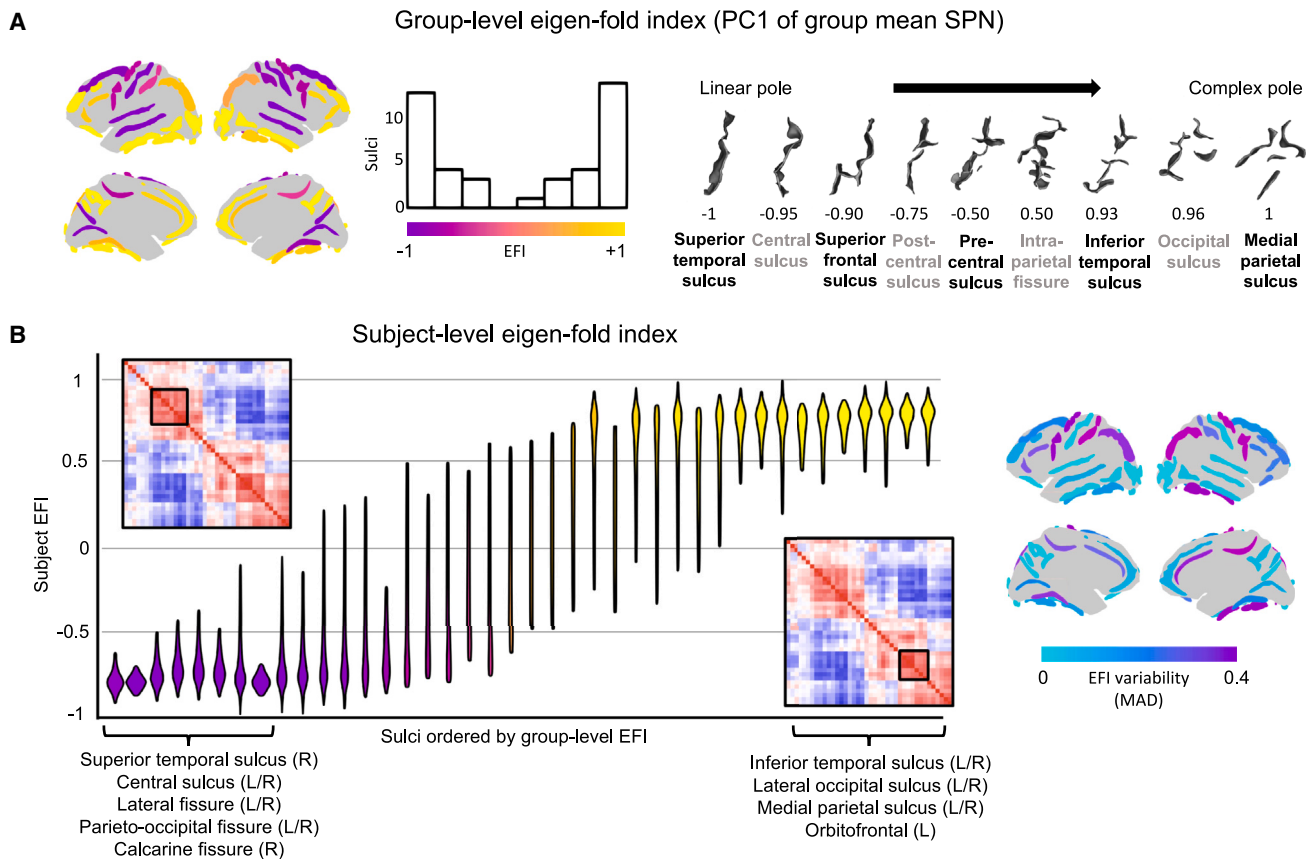 A
Group-level eigen-fold index (PC1 of group mean SPN)
Sulci
10
5
0
-1
EFI
+1
Linear pole
Complex pole
-1
-0.95
-0.90
-0.75
-0.50
0.50
0.93
0.96
1
Superior
temporal
sulcus
Central
sulcus
Superior
frontal
sulcus
Post-
central
sulcus
Pre-
central
sulcus
Intra-
parietal
fissure
Inferior
temporal
sulcus
Occipital
sulcus
Medial
parietal
sulcus
B
Subject-level eigen-fold index
Subject EFI
1
0.5
0
-0.5
-1
Sulci ordered by group-level EFI
Superior temporal sulcus (R)
Central sulcus (L/R)
Lateral fissure (L/R)
Parieto-occipital fissure (L/R)
Calcarine fissure (R)
Inferior temporal sulcus (L/R)
Lateral occipital sulcus (L/R)
Medial parietal sulcus (L/R)
Orbitofrontal (L)
0
EFI variability
(MAD)
0.4